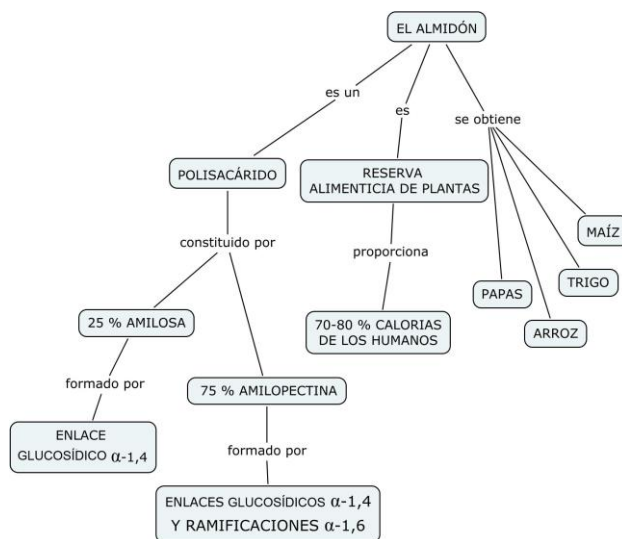 EL ALMIDÓN
es un
es
se obtiene
POLISACÁRIDO
RESERVA
ALIMENTICIA DE PLANTAS
MAÍZ
constituido por
proporciona
TRIGO
PAPAS
25 % AMILOSA
70-80 % CALORIAS
DE LOS HUMANOS
ARROZ
formado por
75 % AMILOPECTINA
ENLACE
GLUCOSÍDICO α-1,4
formado por
ENLACES GLUCOSÍDICOS α-1,4
Y RAMIFICACIONES α-1,6